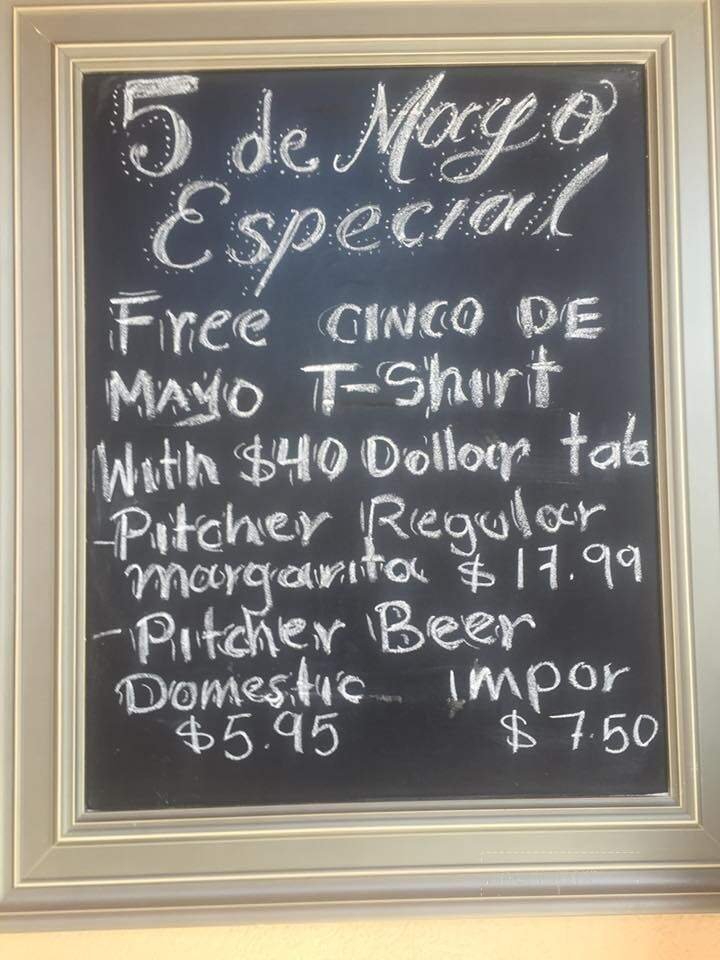 5 de Mayo
Especial
Free CINCO DE
MAYO T-Shirt
With $40 Dollar tab
-Pitcher Regular
margarita $17.99
-Pitcher Beer
Domestic impor
$5.95 $7.50